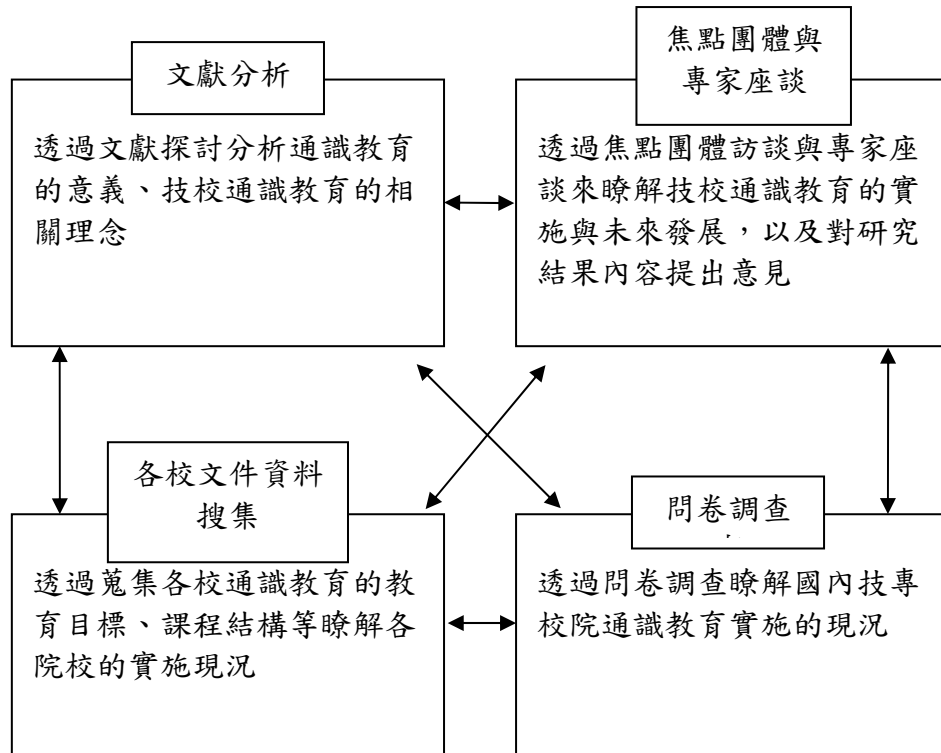 文獻分析
透過文獻探討分析通識教育
的意義、技校通識教育的相
關理念
焦點團體與
專家座談
透過焦點團體訪談與專家座
談來瞭解技校通識教育的實
施與未來發展，以及對研究
結果內容提出意見
各校文件資料
搜集
透過蒐集各校通識教育的教
育目標、課程結構等瞭解各
院校的實施現況
問卷調查
透過問卷調查瞭解國內技專
校院通識教育實施的現況